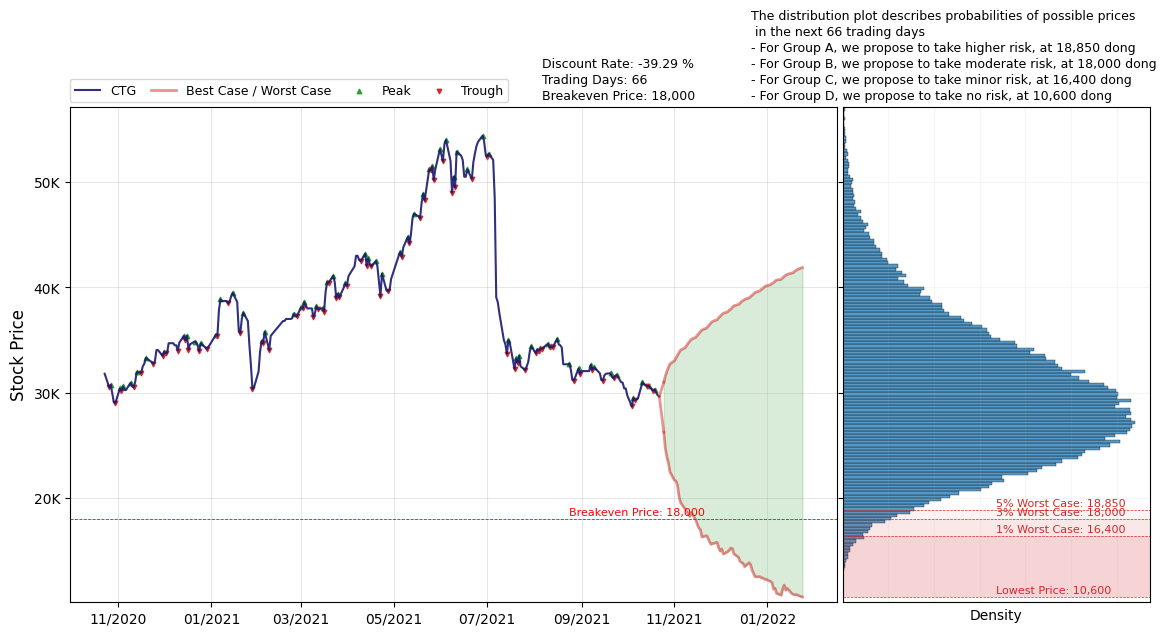 The distribution plot describes probabilities of possible prices
in the next 66 trading days
- For Group A, we propose to take higher risk, at 18,850 dong
- For Group B, we propose to take moderate risk, at 18,000 dong
- For Group C, we propose to take minor risk, at 16,400 dong
- For Group D, we propose to take no risk, at 10,600 dong
Discount Rate: -39.29 %
Trading Days: 66
Breakeven Price: 18,000
CTG Best Case / Worst Case Peak Trough
Stock Price
50K
40K
30K
20K
Breakeven Price: 18,000
5% Worst Case: 18,850
3% Worst Case: 18,000
1% Worst Case: 16,400
Lowest Price: 10,600
11/2020 01/2021 03/2021 05/2021 07/2021 09/2021 11/2021 01/2022
Density